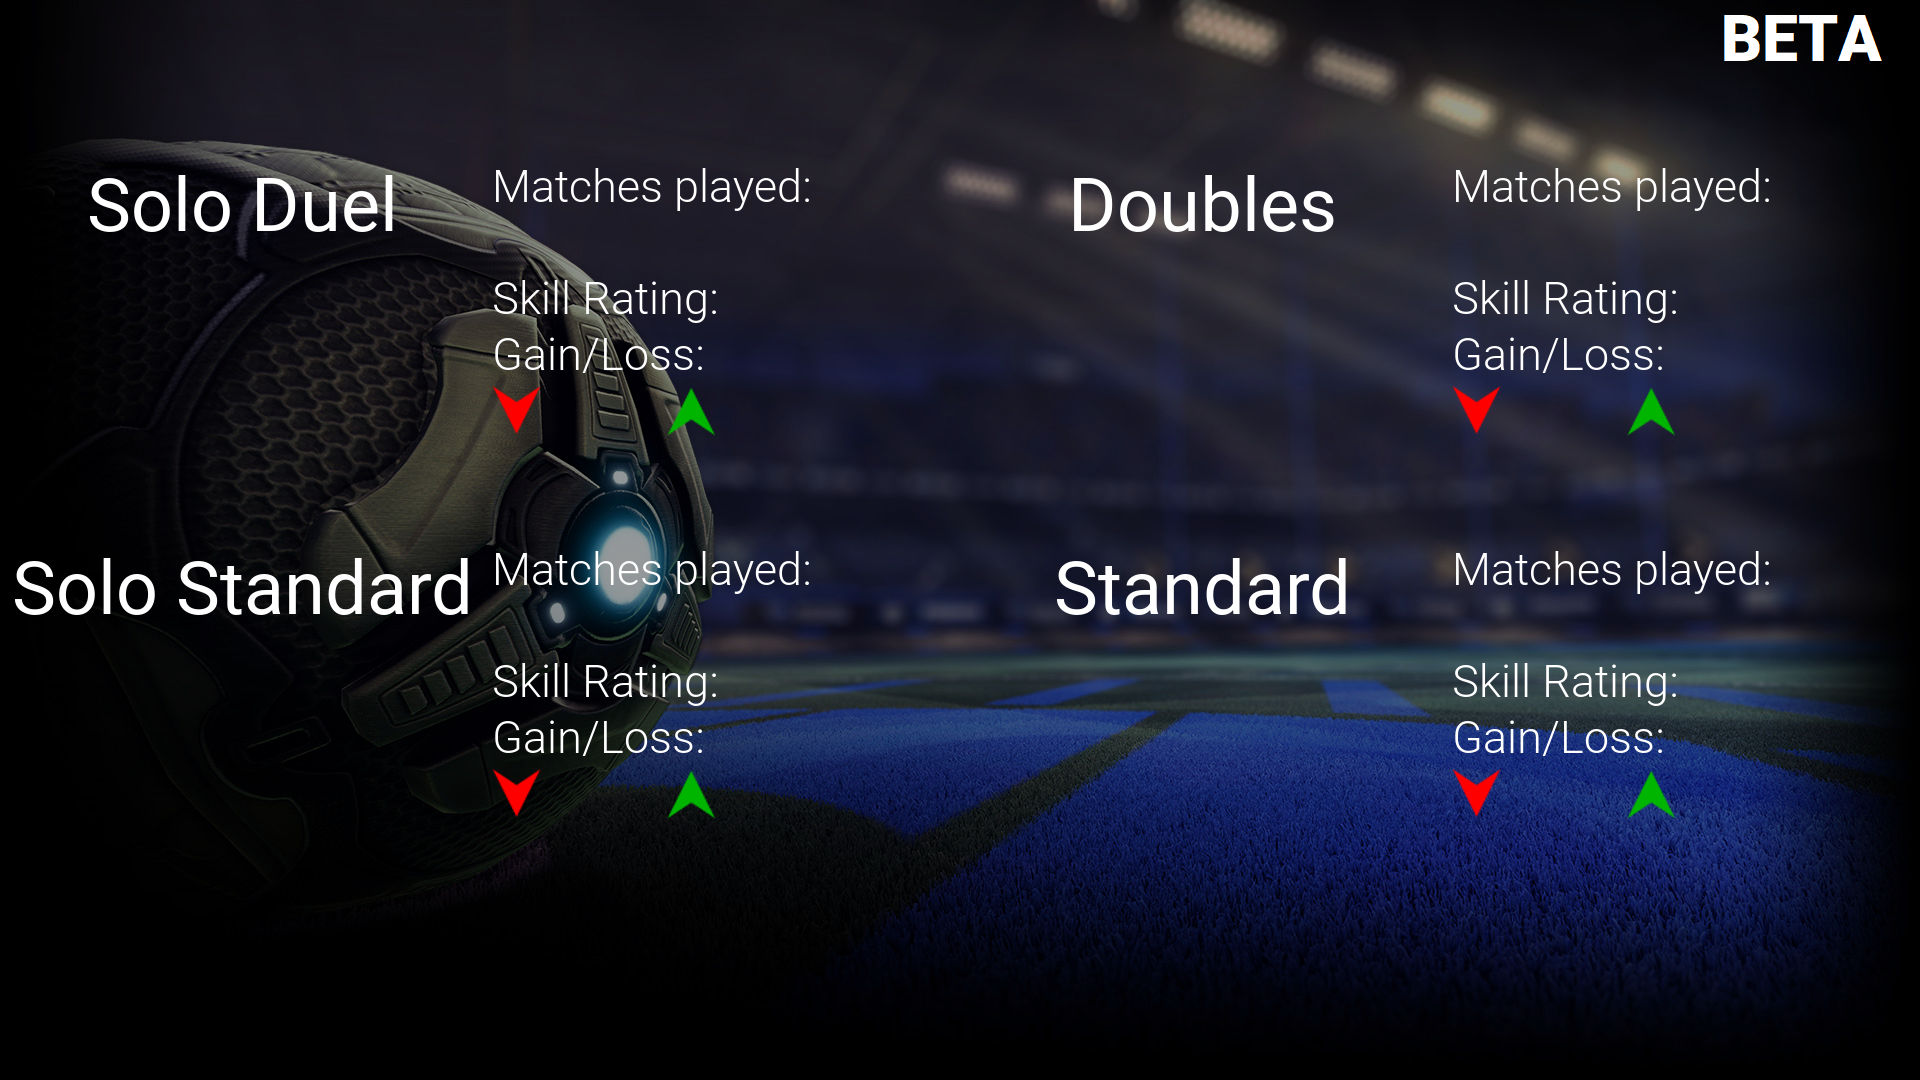 BETA
Solo Duel
Matches played:
Skill Rating:
Gain/Loss:
Doubles
Matches played:
Skill Rating:
Gain/Loss:
Solo Standard
Matches played:
Skill Rating:
Gain/Loss:
Standard
Matches played:
Skill Rating:
Gain/Loss: